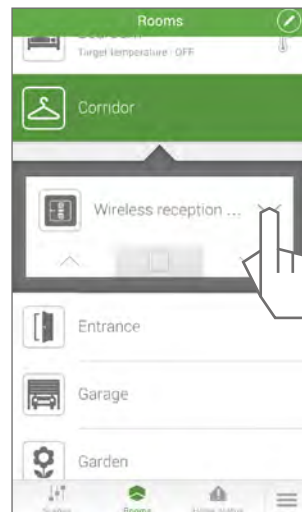 Rooms
Target temperature : OFF
Corridor
Wireless reception ...
Entrance
Garage
Garden
Rooms